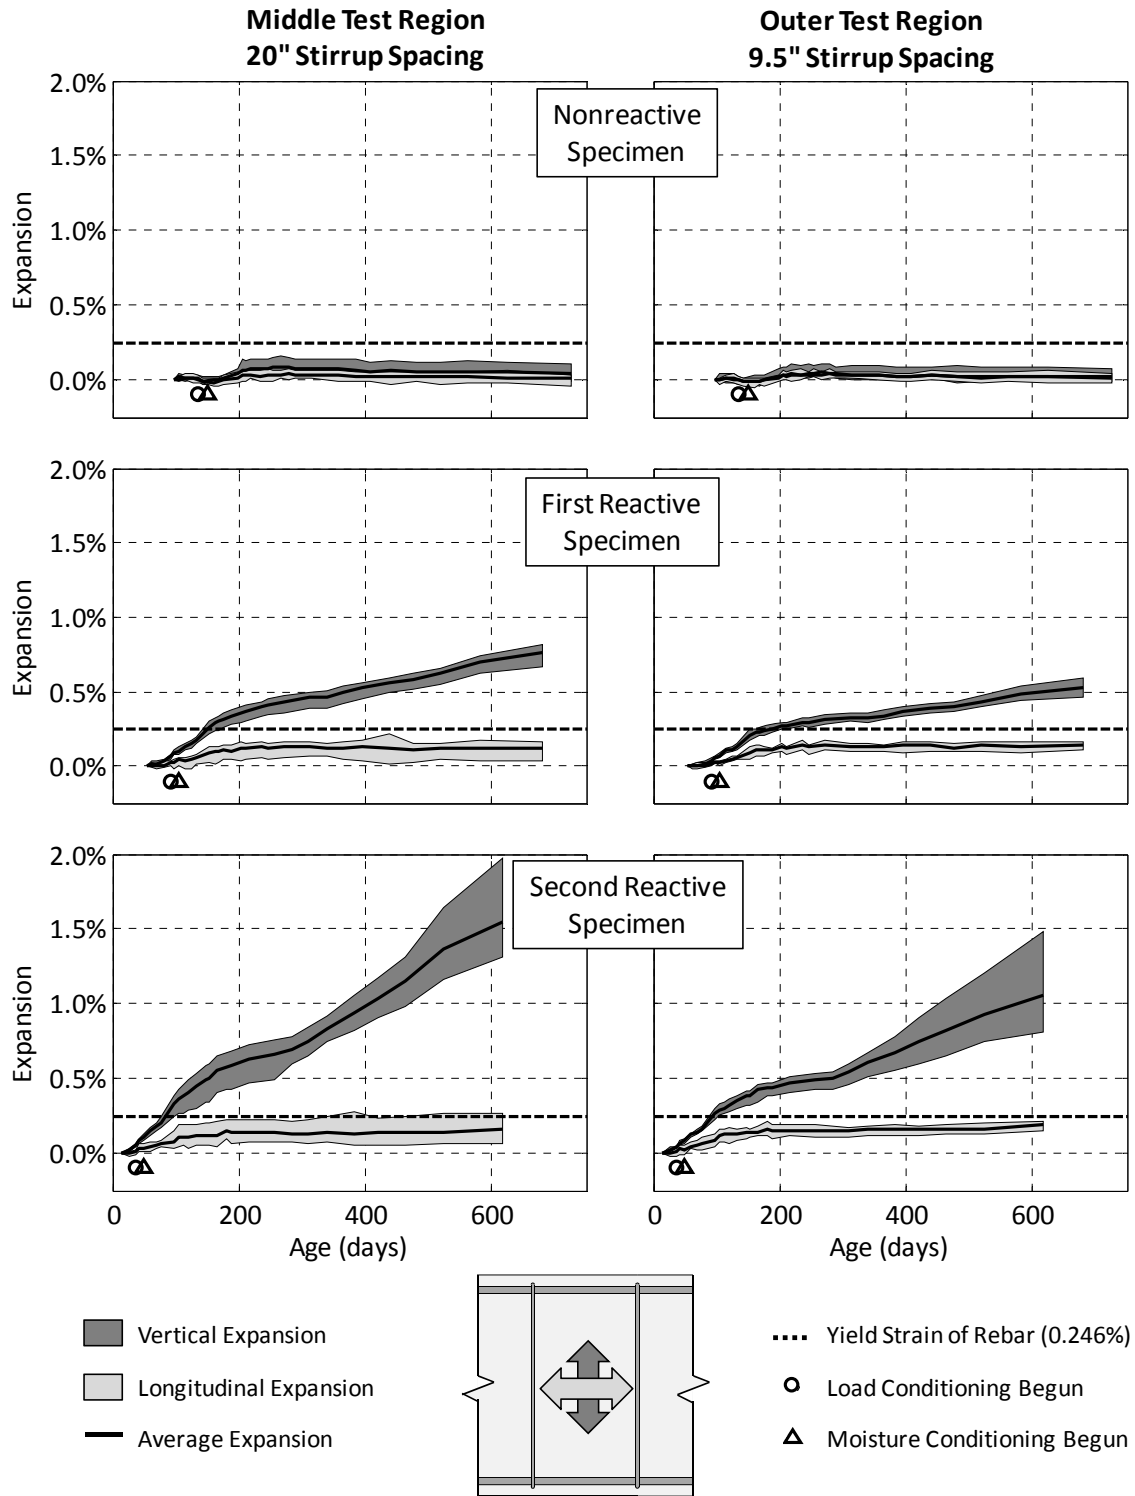 Middle Test Region
20" Stirrup Spacing
Outer Test Region
9.5" Stirrup Spacing
Nonreactive
Specimen
Expansion
2.0%
1.5%
1.0%
0.5%
0.0%
First Reactive
Specimen
Expansion
2.0%
1.5%
1.0%
0.5%
0.0%
Second Reactive
Specimen
Expansion
2.0%
1.5%
1.0%
0.5%
0.0%
0 200 400 600
Age (days)
0 200 400 600
Age (days)
Vertical Expansion
Longitudinal Expansion
Average Expansion
Yield Strain of Rebar (0.246%)
Load Conditioning Begun
Moisture Conditioning Begun